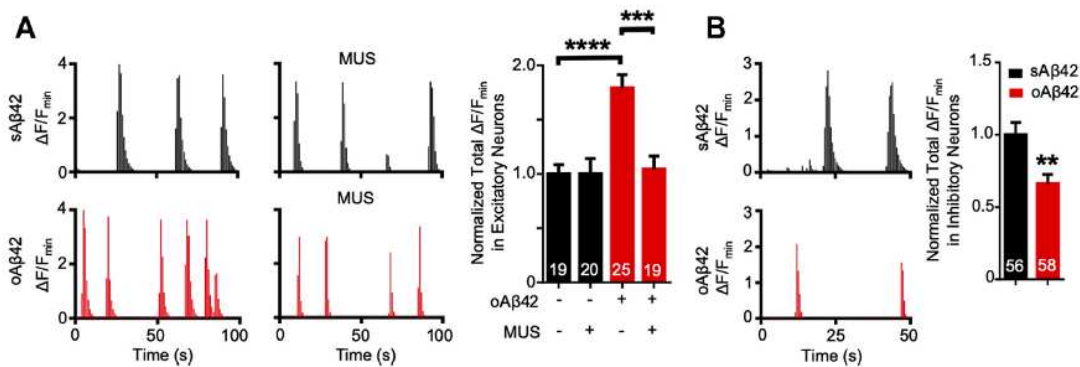 A
sAβ42
ΔF/Fmin
4
2
0
MUS
oAβ42
ΔF/Fmin
4
2
0
0
50
100
Time (s)
MUS
0
50
100
Time (s)
Normalized Total ΔF/Fmin
in Excitatory Neurons
2.0
1.0
0
****
***
19
20
25
19
oAβ42 - - + +
MUS - + - +
B
sAβ42
ΔF/Fmin
3
2
1
0
oAβ42
ΔF/Fmin
3
2
1
0
0
25
50
Time (s)
Normalized Total ΔF/Fmin
in Inhibitory Neurons
1.5
1.0
0.5
0
sAβ42
oAβ42
**
56
58